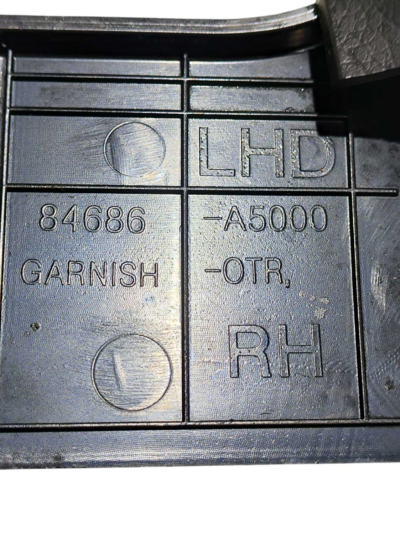 LHD
84686 -A5000
GARNISH -OTR,
RH